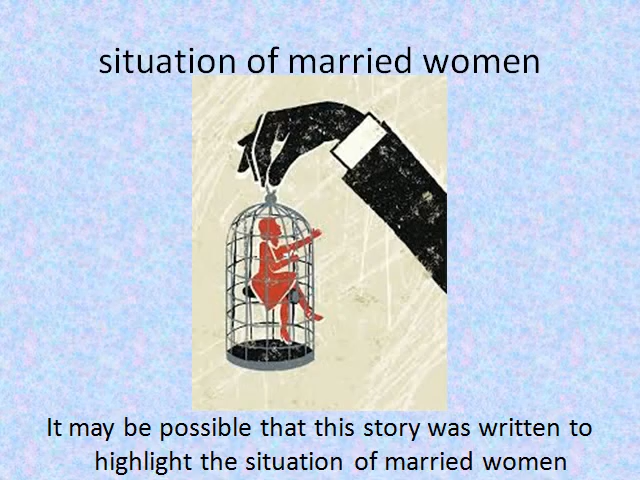 situation of married women
It may be possible that this story was written to
highlight the situation of married women